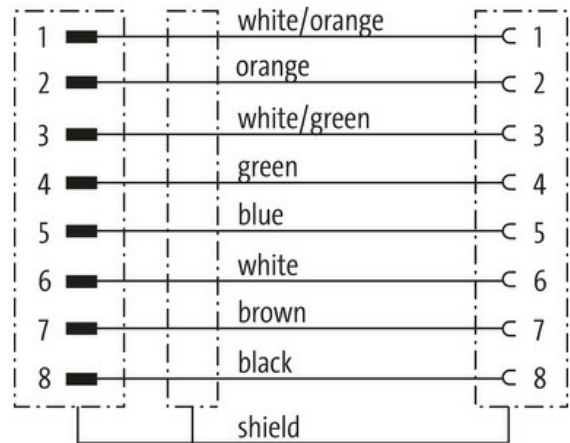 1 white/orange 1
2 orange 2
3 white/green 3
4 green 4
5 blue 5
6 white 6
7 brown 7
8 black 8
shield